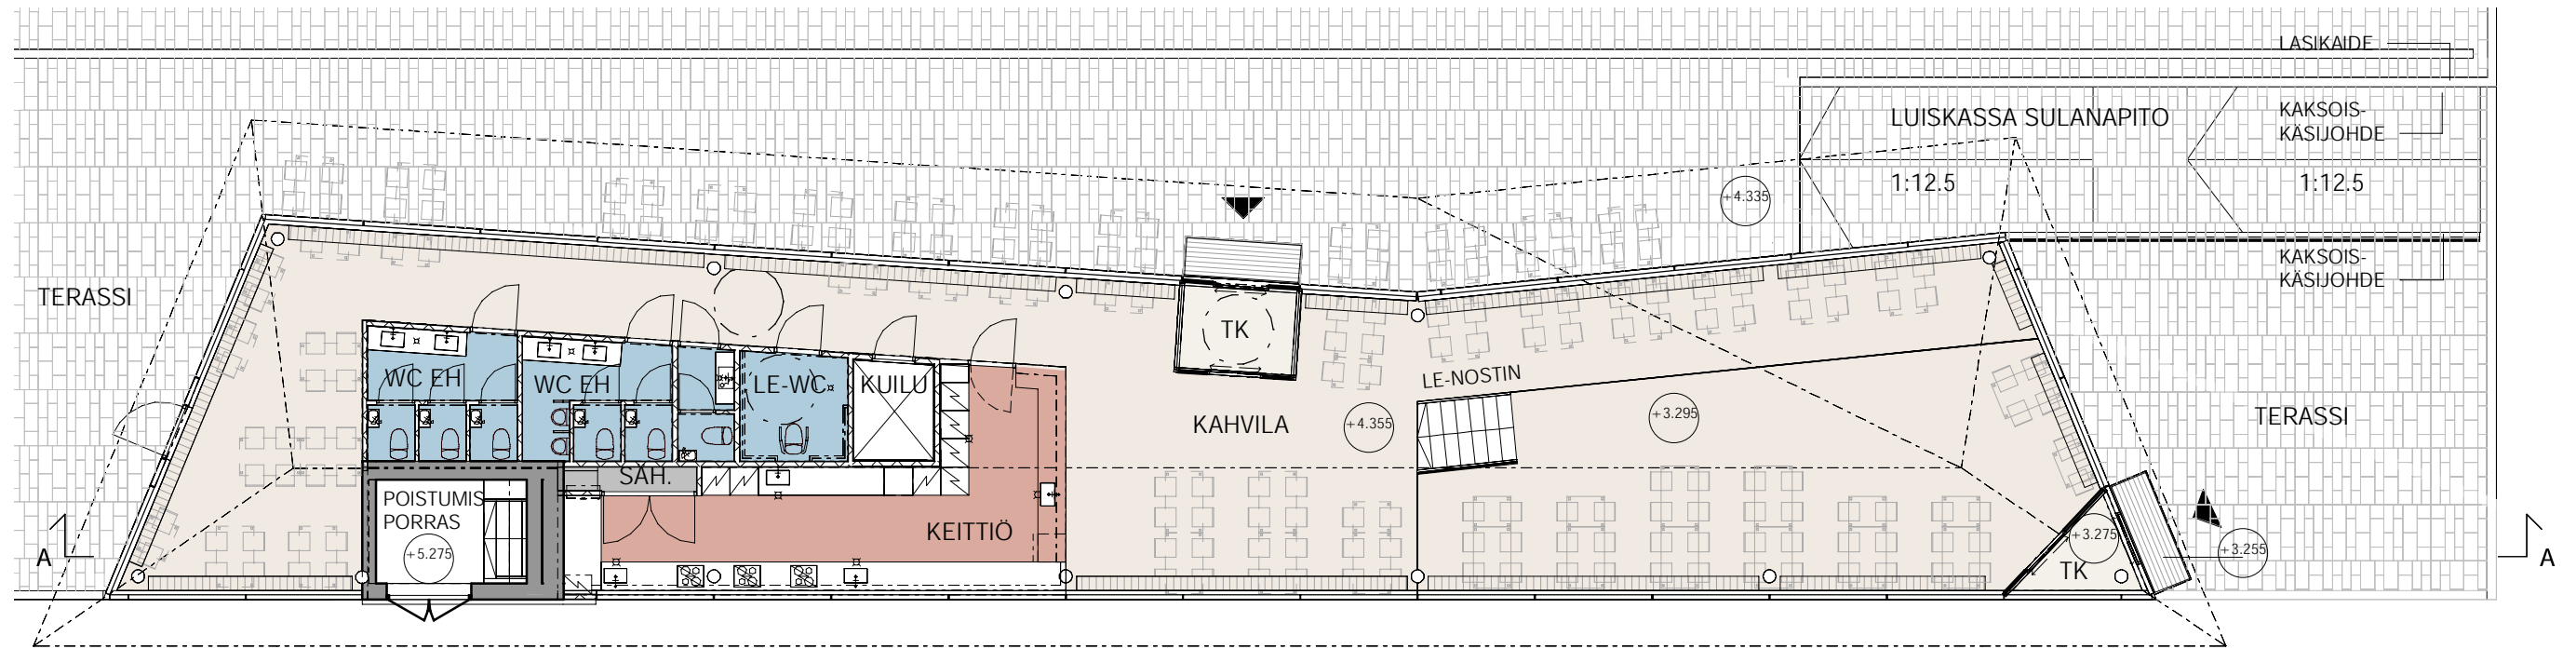 LASIKAIDE
LUISKASSA SULANAPITO
KAKSOIS-
KÄSIJOHDE
1:12.5
1:12.5
+4.335
KAKSOIS-
KÄSIJOHDE
TERASSI
TK
WC EH
WC EH
LE-WC
KUILU
LE-NOSTIN
KAHVILA
+4.355
+3.295
TERASSI
SÄH.
POISTUMIS
PORRAS
+5.275
KEITTIÖ
+3.275
+3.255
TK
A
A